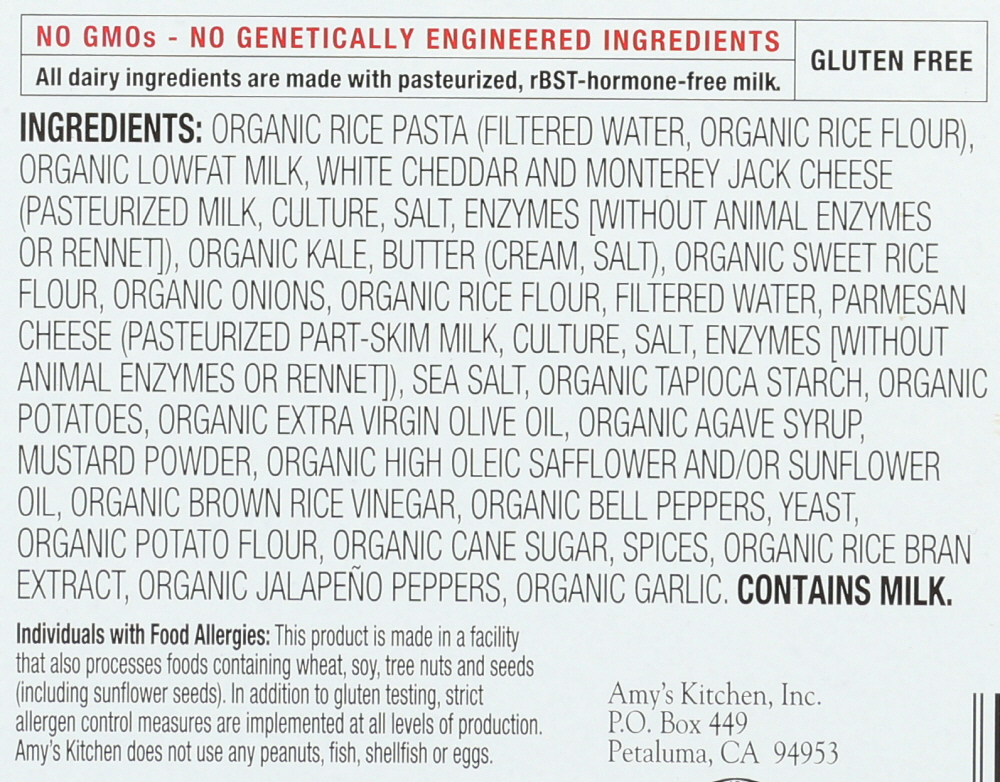 NO GMOs - NO GENETICALLY ENGINEERED INGREDIENTS
All dairy ingredients are made with pasteurized, rBST-hormone-free milk.
GLUTEN FREE
INGREDIENTS: ORGANIC RICE PASTA (FILTERED WATER, ORGANIC RICE FLOUR),
ORGANIC LOWFAT MILK, WHITE CHEDDAR AND MONTEREY JACK CHEESE
(PASTEURIZED MILK, CULTURE, SALT, ENZYMES [WITHOUT ANIMAL ENZYMES
OR RENNET]), ORGANIC KALE, BUTTER (CREAM, SALT), ORGANIC SWEET RICE
FLOUR, ORGANIC ONIONS, ORGANIC RICE FLOUR, FILTERED WATER, PARMESAN
CHEESE (PASTEURIZED PART-SKIM MILK, CULTURE, SALT, ENZYMES [WITHOUT
ANIMAL ENZYMES OR RENNET]), SEA SALT, ORGANIC TAPIOCA STARCH, ORGANIC
POTATOES, ORGANIC EXTRA VIRGIN OLIVE OIL, ORGANIC AGAVE SYRUP,
MUSTARD POWDER, ORGANIC HIGH OLEIC SAFFLOWER AND/OR SUNFLOWER
OIL, ORGANIC BROWN RICE VINEGAR, ORGANIC BELL PEPPERS, YEAST,
ORGANIC POTATO FLOUR, ORGANIC CANE SUGAR, SPICES, ORGANIC RICE BRAN
EXTRACT, ORGANIC JALAPEÑO PEPPERS, ORGANIC GARLIC. CONTAINS MILK.
Individuals with Food Allergies: This product is made in a facility
that also processes foods containing wheat, soy, tree nuts and seeds
(including sunflower seeds). In addition to gluten testing, strict
allergen control measures are implemented at all levels of production.
Amy's Kitchen does not use any peanuts, fish, shellfish or eggs.
Amy's Kitchen, Inc.
P.O. Box 449
Petaluma, CA 94953